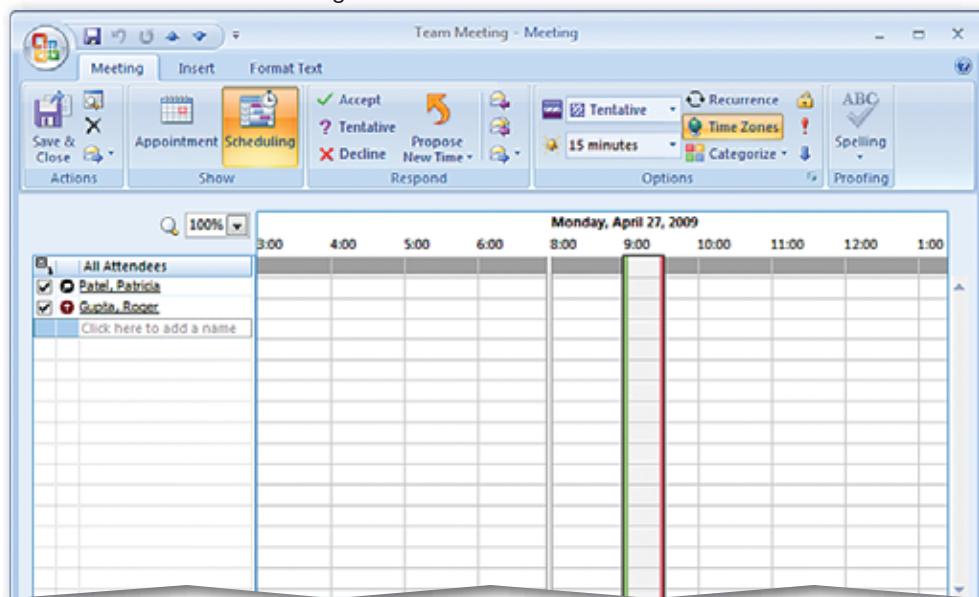 Team Meeting - Meeting
Meeting Insert Format Text
Save & Close
Actions
Appointment Scheduling
Show
Accept
Tentative
Decline
Propose New Time
Respond
Tentative
15 minutes
Recurrence
Time Zones
Categorize
Options
ABC
Spelling
Proofing
100%
Monday, April 27, 2009
3:00 4:00 5:00 6:00 8:00 9:00 10:00 11:00 12:00 1:00
All Attendees
Patel, Patricia
Gupta, Roger
Click here to add a name